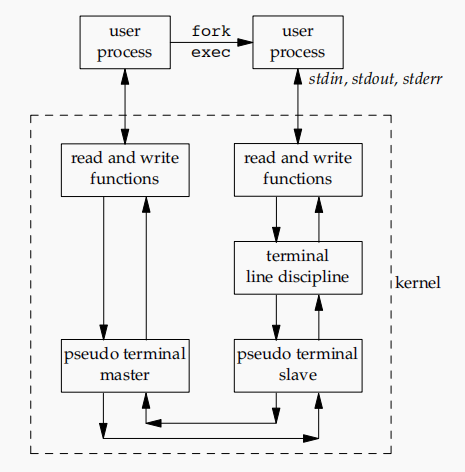 user
process
fork
exec
user
process
stdin, stdout, stderr
read and write
functions
read and write
functions
terminal
line discipline
kernel
pseudo terminal
master
pseudo terminal
slave